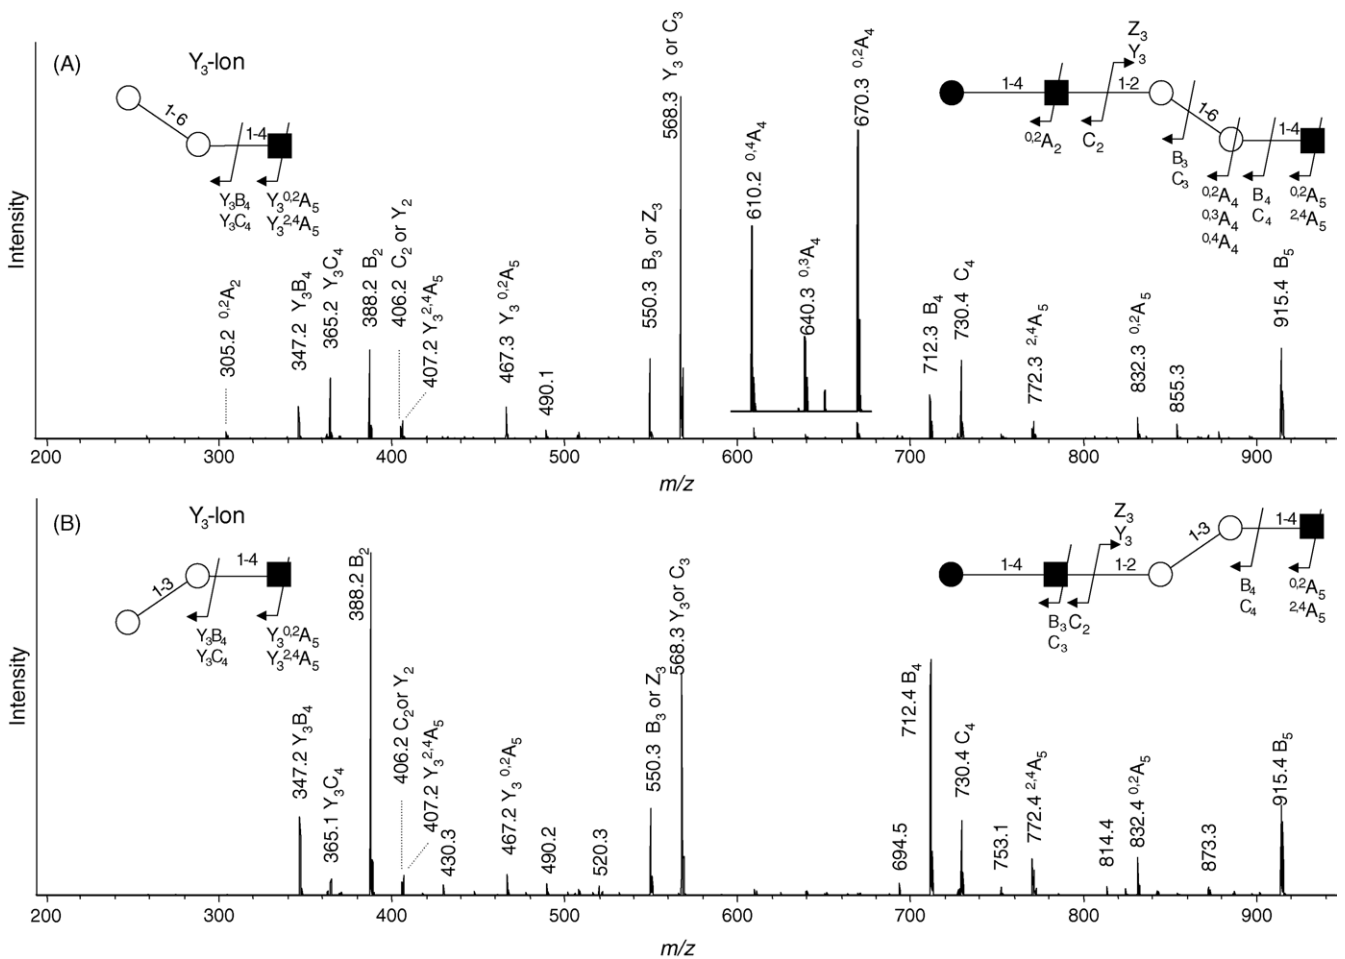 (A)
Y3-Ion
1-6
1-4
Y3B4
Y3C4
Y3 0,2A5
Y3 2,4A5
Intensity
305.2 0,2A2
347.2 Y3B4
365.2 Y3C4
388.2 B2
406.2 C2 or Y2
407.2 Y3 2,4A5
467.3 Y3 0,2A5
490.1
550.3 B3 or Z3
568.3 Y3 or C3
610.2 0,4A4
640.3 0,3A4
670.3 0,2A4
712.3 B4
730.4 C4
772.3 2,4A5
832.3 0,2A5
855.3
915.4 B5
Z3
Y3
1-4
1-2
1-6
1-4
0,2A2
C2
B3
C3
0,2A4
0,3A4
0,4A4
B4
C4
0,2A5
2,4A5
200 300 400 500 600 700 800 900
m/z
(B)
Y3-Ion
1-3
1-4
Y3B4
Y3C4
Y3 0,2A5
Y3 2,4A5
Intensity
347.2 Y3B4
365.1 Y3C4
388.2 B2
406.2 C2 or Y2
407.2 Y3 2,4A5
430.3
467.2 Y3 0,2A5
490.2
520.3
550.3 B3 or Z3
568.3 Y3 or C3
694.5
712.4 B4
730.4 C4
753.1
772.4 2,4A5
814.4
832.4 0,2A5
873.3
915.4 B5
Z3
Y3
1-4
1-2
1-3
1-4
B3 C2
C3
B4
C4
0,2A5
2,4A5
200 300 400 500 600 700 800 900
m/z